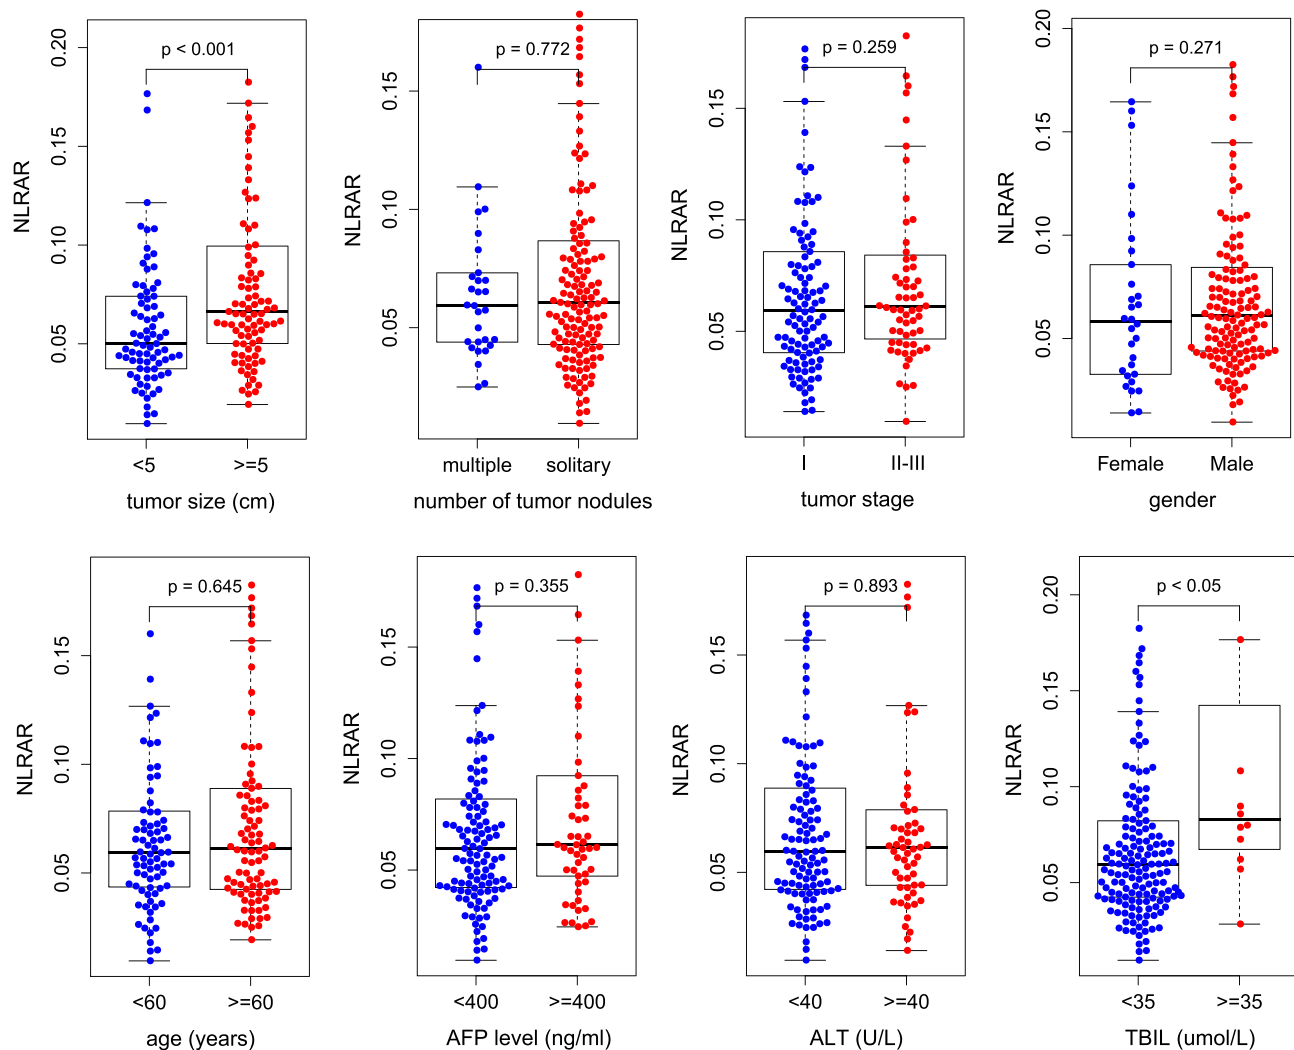 NLRAR
0.05 0.10 0.15 0.20
p < 0.001
<5 >=5
tumor size (cm)
NLRAR
0.05 0.10 0.15
p = 0.772
multiple solitary
number of tumor nodules
NLRAR
0.05 0.10 0.15
p = 0.259
I II-III
tumor stage
NLRAR
0.05 0.10 0.15 0.20
p = 0.271
Female Male
gender
NLRAR
0.05 0.10 0.15
p = 0.645
<60 >=60
age (years)
NLRAR
0.05 0.10 0.15
p = 0.355
<400 >=400
AFP level (ng/ml)
NLRAR
0.05 0.10 0.15
p = 0.893
<40 >=40
ALT (U/L)
NLRAR
0.05 0.10 0.15 0.20
p < 0.05
<35 >=35
TBIL (umol/L)